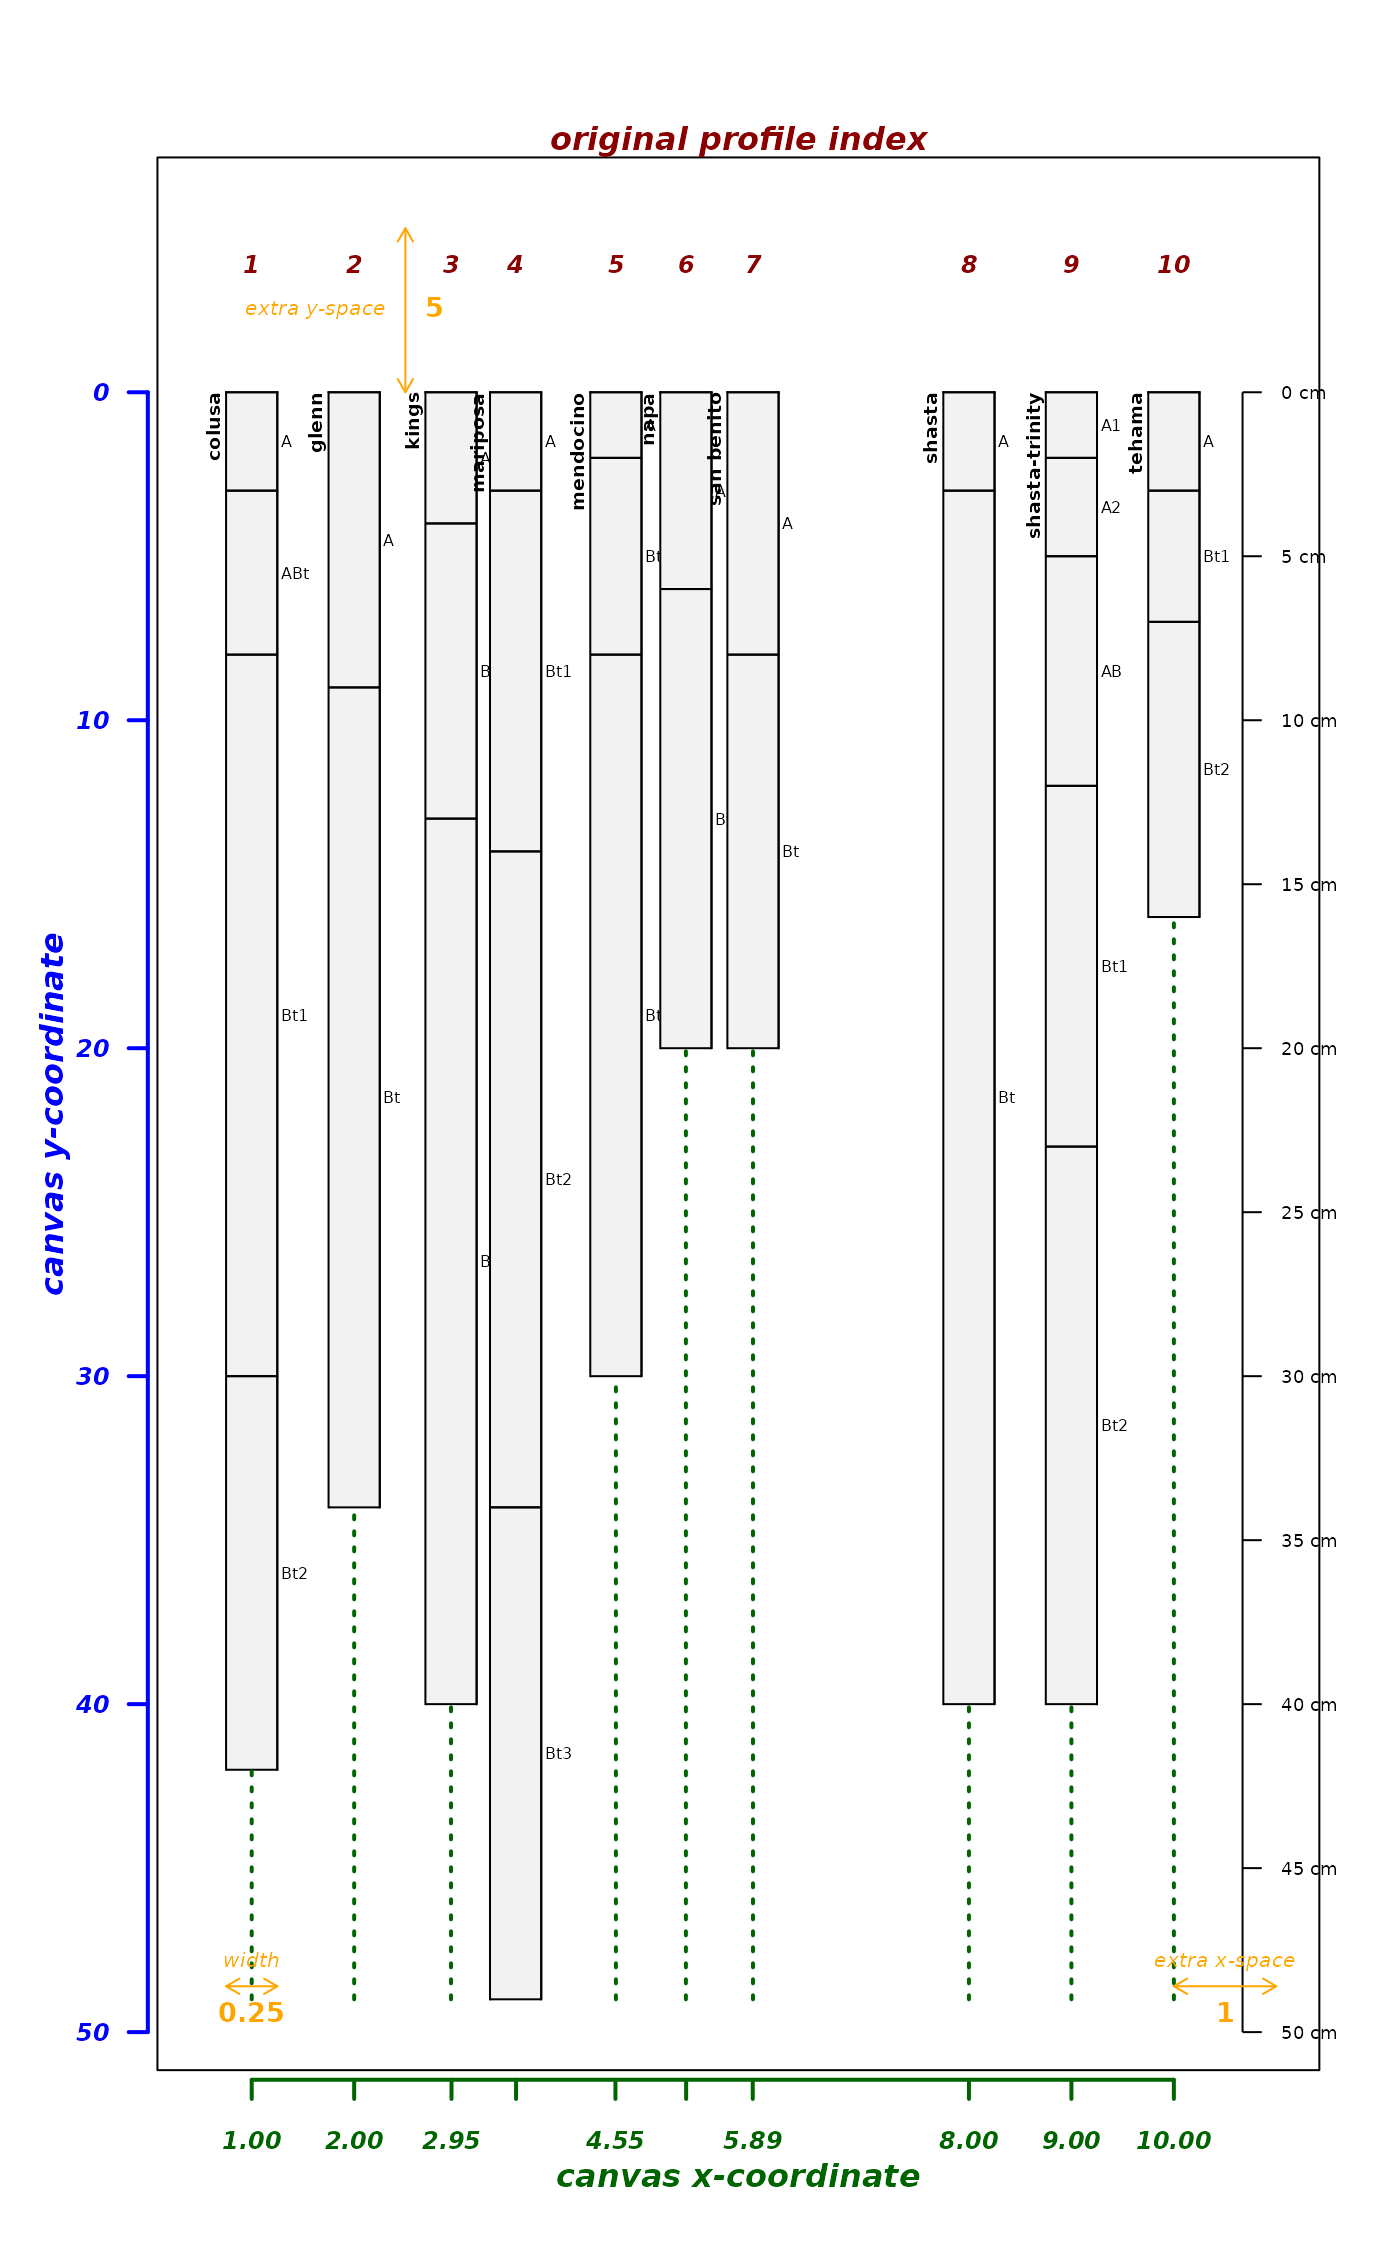 original profile index
1 2 3 4 5 6 7 8 9 10
extra y-space 5
canvas y-coordinate
0
10
20
30
40
50
colusa
A
ABt
Bt1
Bt2
glenn
A
Bt
kings
A
mariposa
A
Bt1
Bt2
Bt3
mendocino
napa
san benito
A
Bt
shasta
A
Bt
shasta-trinity
A1
A2
AB
Bt1
Bt2
tehama
A
Bt1
Bt2
0 cm
5 cm
10 cm
15 cm
20 cm
25 cm
30 cm
35 cm
40 cm
45 cm
50 cm
width
0.25
extra x-space
1
1.00 2.00 2.95 4.55 5.89 8.00 9.00 10.00
canvas x-coordinate